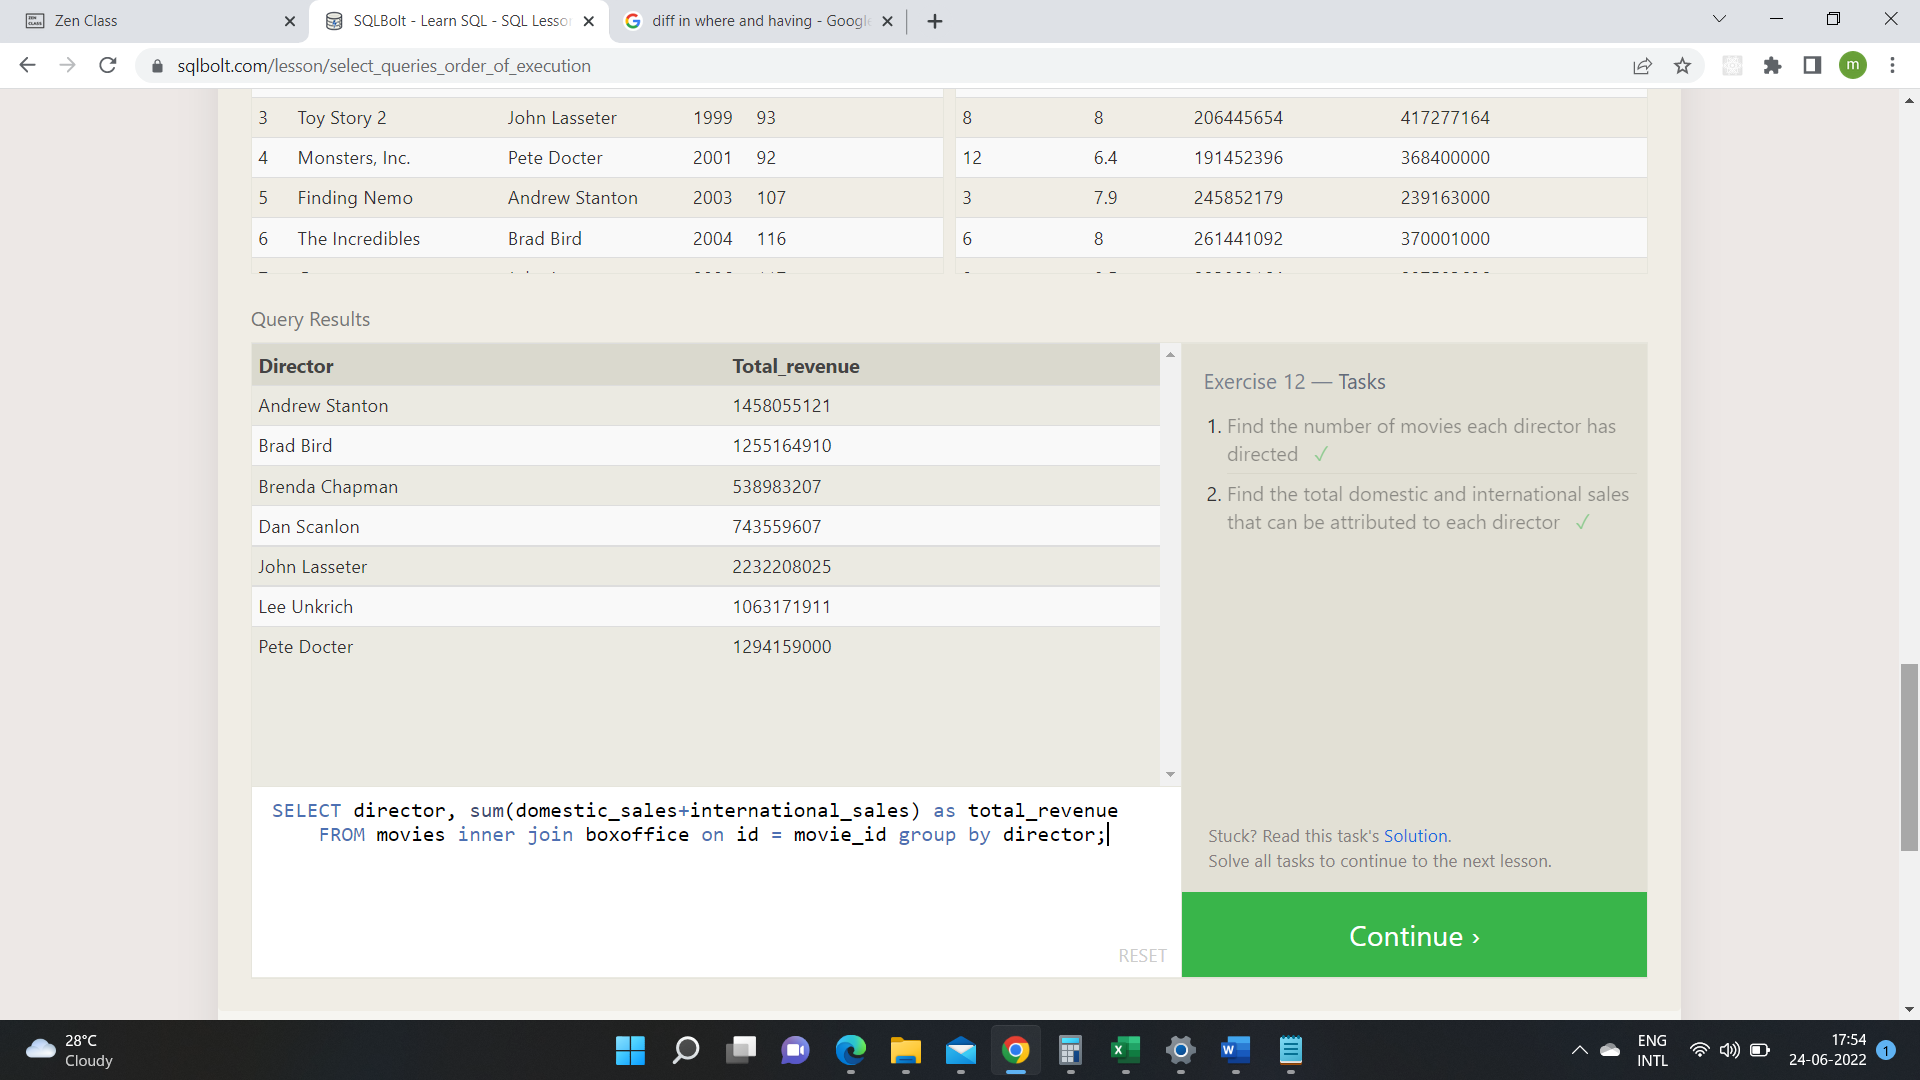 Zen Class
SQLBolt - Learn SQL - SQL Lesso
diff in where and having - Googl
sqlbolt.com/lesson/select_queries_order_of_execution
m
3 Toy Story 2 John Lasseter 1999 93 8 8 206445654 417277164
4 Monsters, Inc. Pete Docter 2001 92 12 6.4 191452396 368400000
5 Finding Nemo Andrew Stanton 2003 107 3 7.9 245852179 239163000
6 The Incredibles Brad Bird 2004 116 6 8 261441092 370001000
Query Results
Director Total_revenue
Andrew Stanton 1458055121
Brad Bird 1255164910
Brenda Chapman 538983207
Dan Scanlon 743559607
John Lasseter 2232208025
Lee Unkrich 1063171911
Pete Docter 1294159000
Exercise 12 — Tasks
1. Find the number of movies each director has
directed ✓
2. Find the total domestic and international sales
that can be attributed to each director ✓
SELECT director, sum(domestic_sales+international_sales) as total_revenue
FROM movies inner join boxoffice on id = movie_id group by director;
RESET
Stuck? Read this task's Solution.
Solve all tasks to continue to the next lesson.
Continue ›
28°C
Cloudy
ENG
INTL
17:54
24-06-2022
1